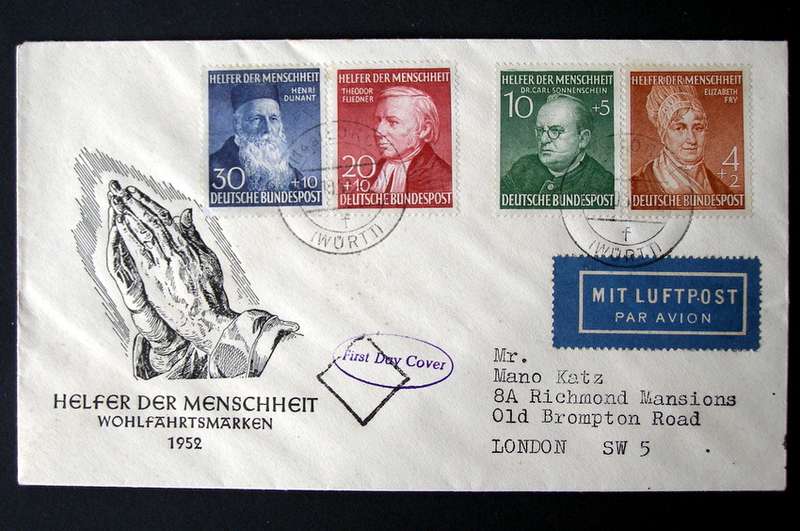 HELFER DER MENSCHHEIT
HENRI
DUNANT
30 +10
DEUTSCHE BUNDESPOST
HELFER DER MENSCHHEIT
THEODOR
FLIEDNER
20
+10
DEUTSCHE BUNDESPOST
HELFER DER MENSCHHEIT
DR. CARL SONNENSCHEIN
10 +5
DEUTSCHE BUNDESPOST
HELFER DER MENSCHHEIT
ELIZABETH
FRY
4
+2
DEUTSCHE BUNDESPOST
f
(WÜRTT)
f
(WÜRTT)
MIT LUFTPOST
PAR AVION
First Day Cover
Mr.
Mano Katz
8A Richmond Mansions
Old Brompton Road
LONDON SW 5
HELFER DER MENSCHHEIT
WOHLFAHRTSMARKEN
1952